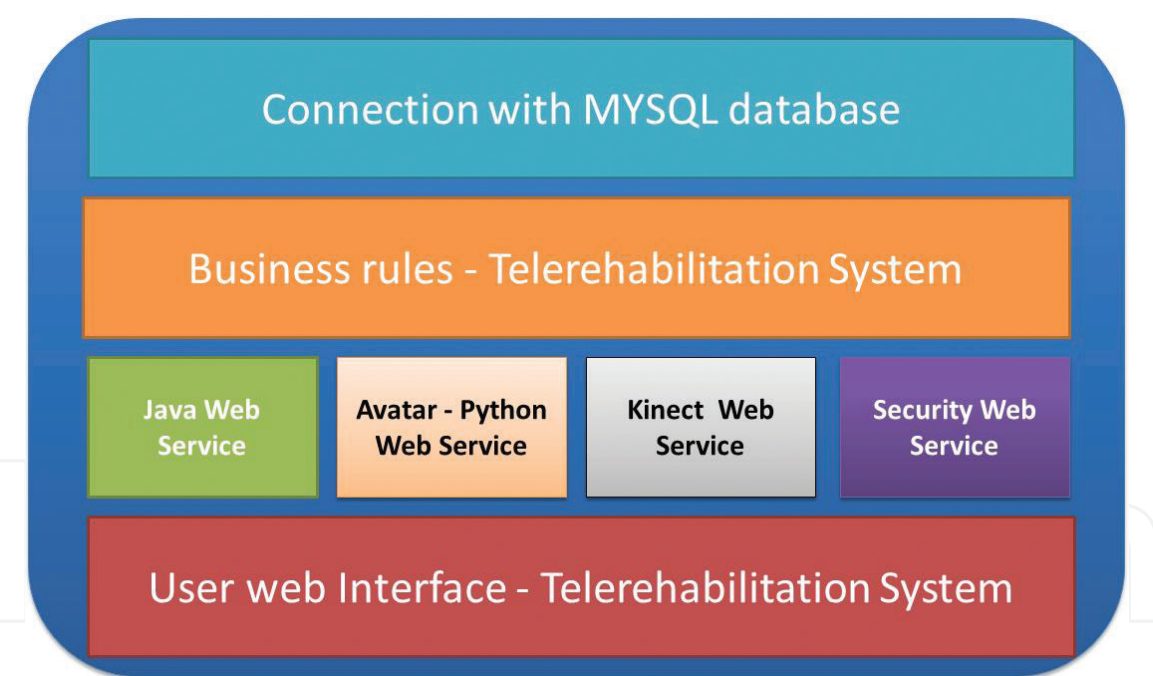 Connection with MYSQL database
Business rules - Telerehabilitation System
Java Web
Service
Avatar - Python
Web Service
Kinect Web
Service
Security Web
Service
User web Interface - Telerehabilitation System